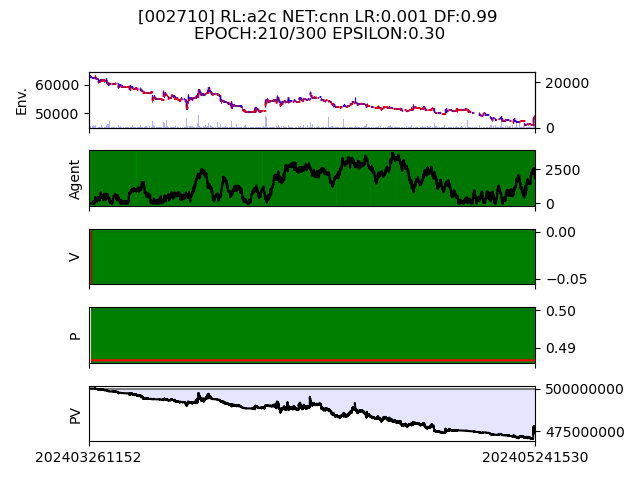 [002710] RL:a2c NET:cnn LR:0.001 DF:0.99
EPOCH:210/300 EPSILON:0.30
Env.
60000
50000
20000
0
Agent
2500
0
V
0.00
−0.05
P
0.50
0.49
PV
500000000
475000000
202403261152
202405241530